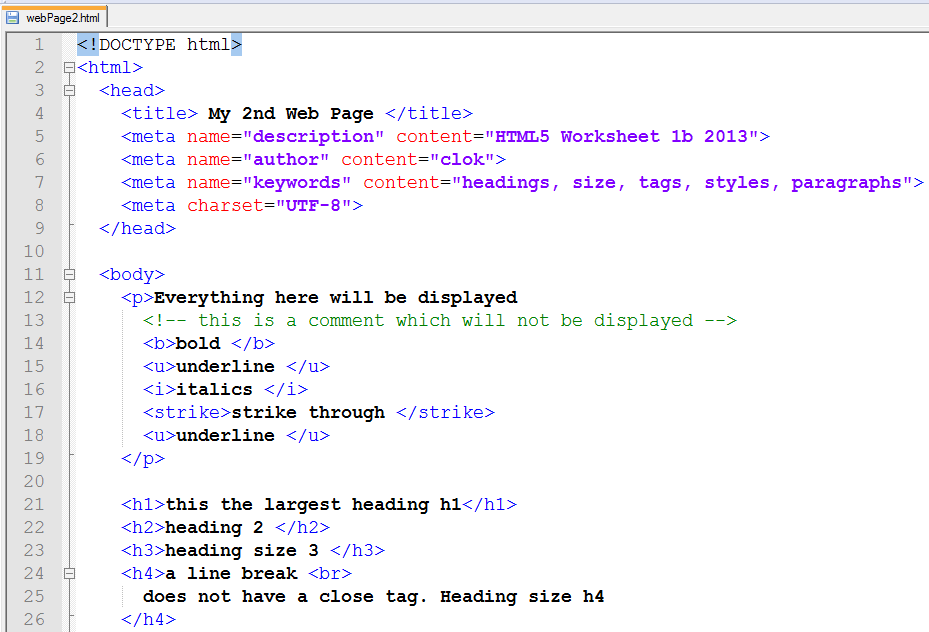 webPage2.html
1 <!DOCTYPE html>
2 <html>
3 <head>
4 <title> My 2nd Web Page </title>
5 <meta name="description" content="HTML5 Worksheet 1b 2013">
6 <meta name="author" content="clok">
7 <meta name="keywords" content="headings, size, tags, styles, paragraphs">
8 <meta charset="UTF-8">
9 </head>
10
11 <body>
12 <p>Everything here will be displayed
13 <!-- this is a comment which will not be displayed -->
14 <b>bold </b>
15 <u>underline </u>
16 <i>italics </i>
17 <strike>strike through </strike>
18 <u>underline </u>
19 </p>
20
21 <h1>this the largest heading h1</h1>
22 <h2>heading 2 </h2>
23 <h3>heading size 3 </h3>
24 <h4>a line break <br>
25 does not have a close tag. Heading size h4
26 </h4>